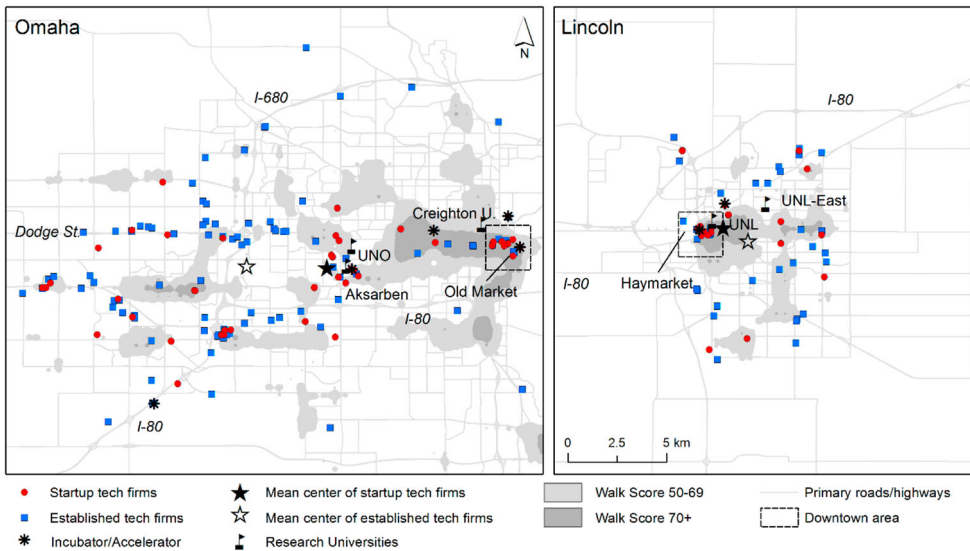 Omaha
N
I-680
Dodge St.
Creighton U.
UNO
Aksarben
Old Market
I-80
I-80
Lincoln
I-80
UNL-East
UNL
Haymarket
I-80
0 2.5 5 km
Startup tech firms
Established tech firms
Incubator/Accelerator
Mean center of startup tech firms
Mean center of established tech firms
Research Universities
Walk Score 50-69
Walk Score 70+
Primary roads/highways
Downtown area